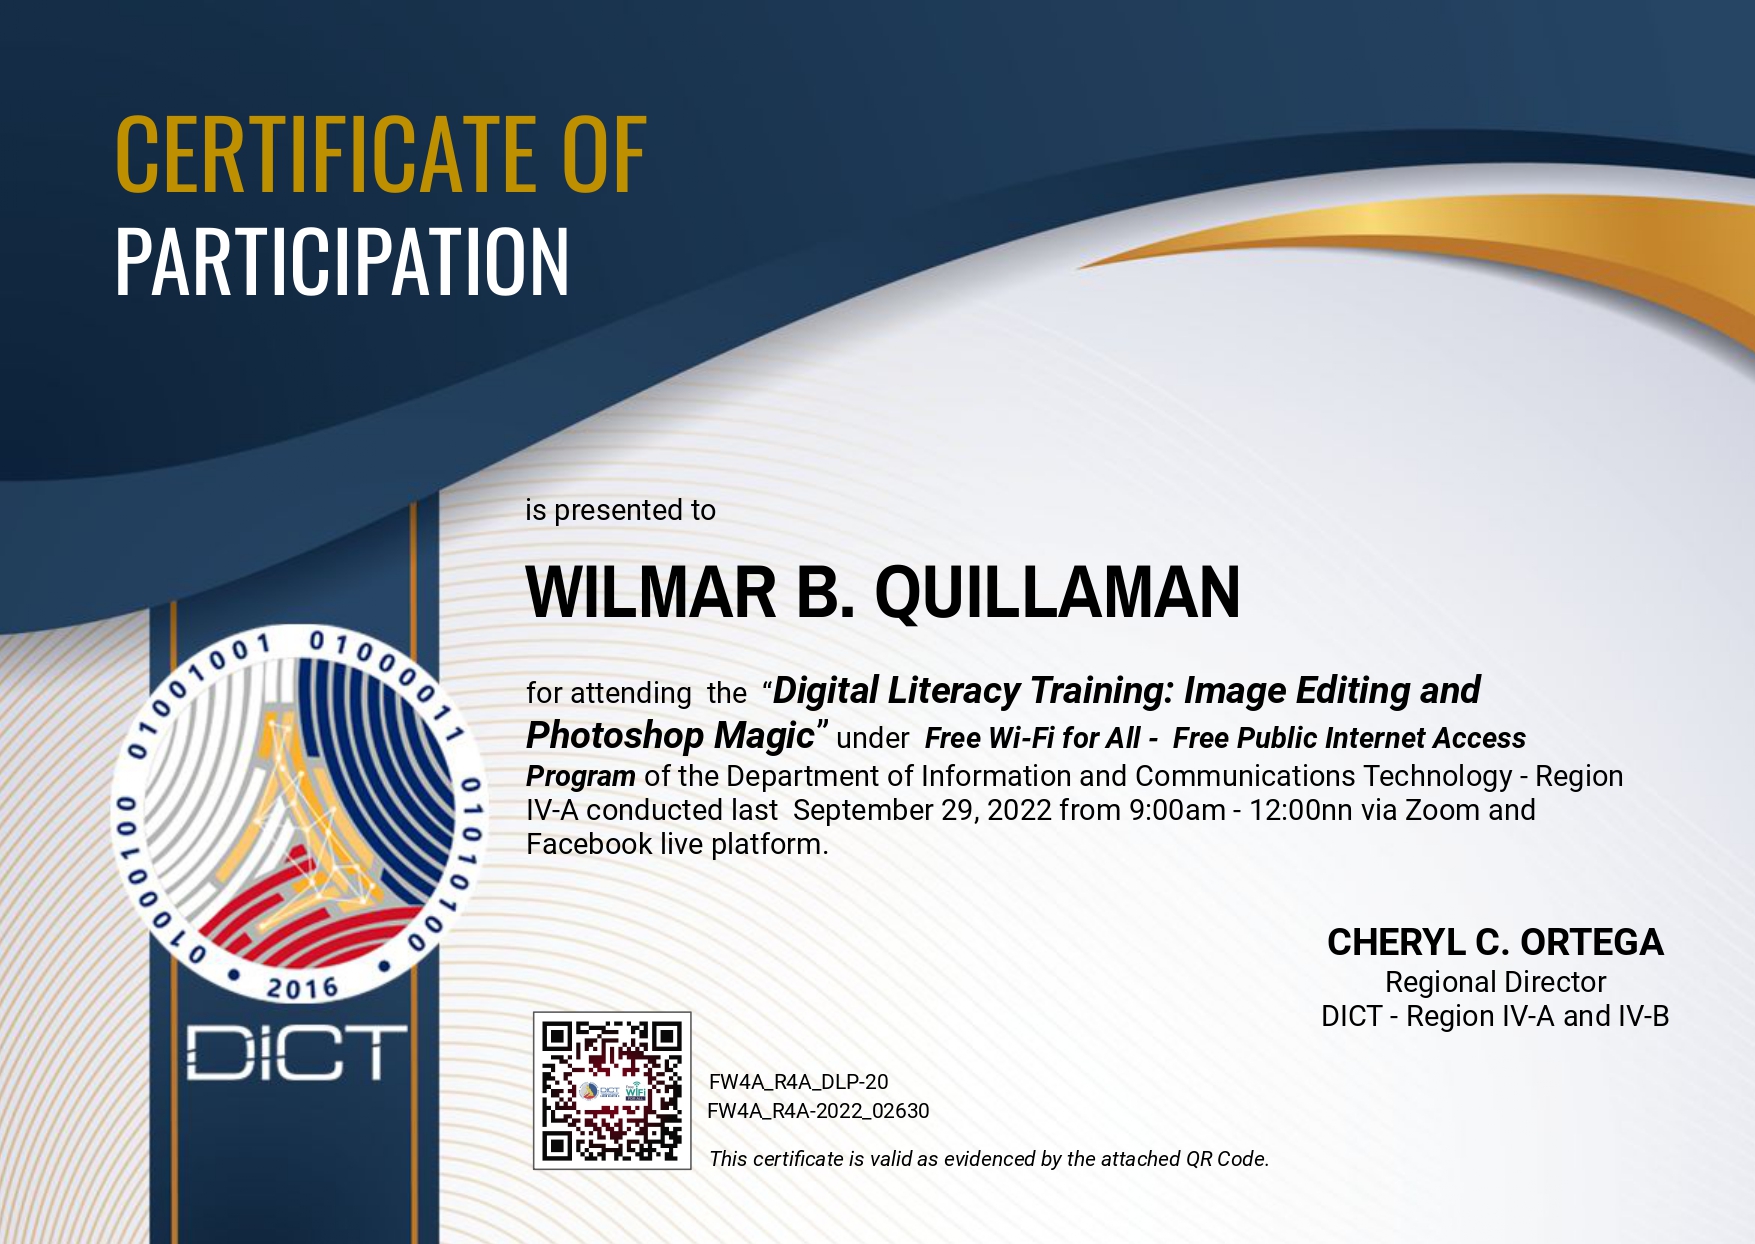 CERTIFICATE OF
PARTICIPATION
is presented to
WILMAR B. QUILLAMAN
for attending the “Digital Literacy Training: Image Editing and
Photoshop Magic” under Free Wi-Fi for All - Free Public Internet Access
Program of the Department of Information and Communications Technology - Region
IV-A conducted last September 29, 2022 from 9:00am - 12:00nn via Zoom and
Facebook live platform.
01001001 01000011 01010100 01000100
2016
DICT
CHERYL C. ORTEGA
Regional Director
DICT - Region IV-A and IV-B
DICT
WiFi
FW4A_R4A_DLP-20
FW4A_R4A-2022_02630
This certificate is valid as evidenced by the attached QR Code.